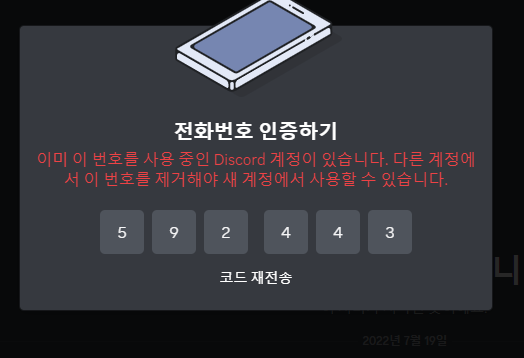 전화번호 인증하기
이미 이 번호를 사용 중인 Discord 계정이 있습니다. 다른 계정에
서 이 번호를 제거해야 새 계정에서 사용할 수 있습니다.
5 9 2 4 4 3
코드 재전송
니
2022년 7월 19일